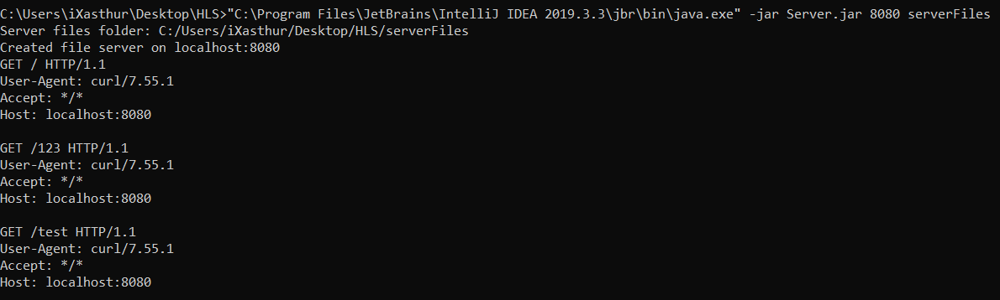 C:\Users\iXasthur\Desktop\HLS>"C:\Program Files\JetBrains\IntelliJ IDEA 2019.3.3\jbr\bin\java.exe" -jar Server.jar 8080 serverFiles
Server files folder: C:/Users/iXasthur/Desktop/HLS/serverFiles
Created file server on localhost:8080
GET / HTTP/1.1
User-Agent: curl/7.55.1
Accept: */*
Host: localhost:8080

GET /123 HTTP/1.1
User-Agent: curl/7.55.1
Accept: */*
Host: localhost:8080

GET /test HTTP/1.1
User-Agent: curl/7.55.1
Accept: */*
Host: localhost:8080